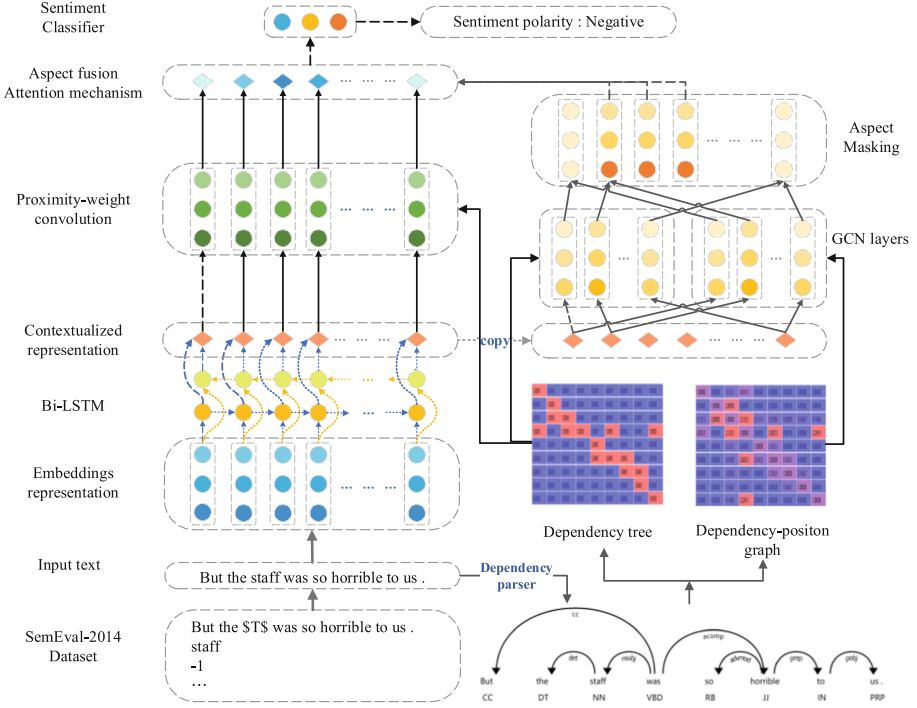 Sentiment
Classifier
Sentiment polarity : Negative
Aspect fusion
Attention mechanism
Aspect
Masking
Proximity-weight
convolution
GCN layers
Contextualized
representation
copy
Bi-LSTM
Embeddings
representation
Dependency tree
Dependency-positon
graph
Input text
But the staff was so horrible to us .
Dependency
parser
SemEval-2014
Dataset
But the $T$ was so horrible to us .
staff
-1
...
cc
acomp
det
nsubj
advmod
prep
pobj
But the staff was so horrible to us .
CC DT NN VBD RB JJ IN PRP